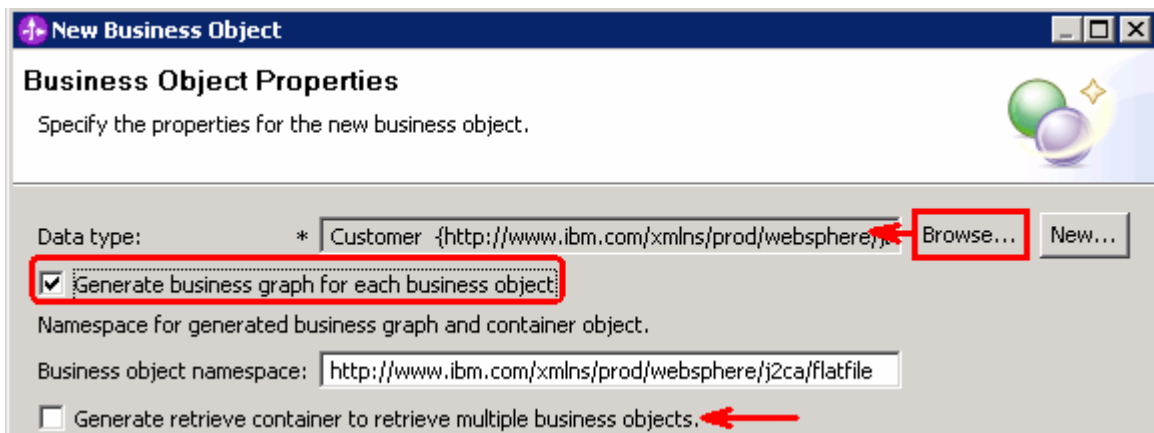 New Business Object
Business Object Properties
Specify the properties for the new business object.
Data type: * Customer {http://www.ibm.com/xmlns/prod/websphere/j Browse... New...
Generate business graph for each business object
Namespace for generated business graph and container object.
Business object namespace: http://www.ibm.com/xmlns/prod/websphere/j2ca/flatfile
Generate retrieve container to retrieve multiple business objects.